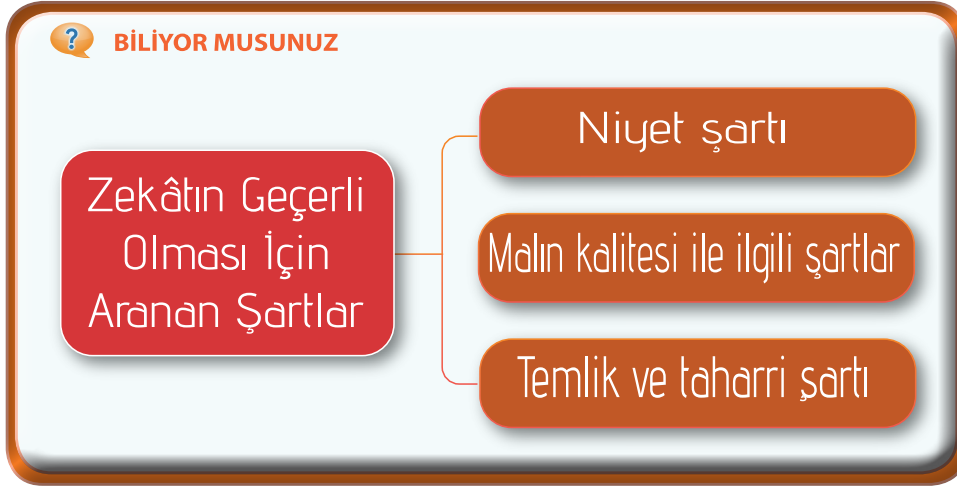 ?
BİLİYOR MUSUNUZ
Zekâtın Geçerli
Olması İçin
Aranan Şartlar
Niyet şartı
Malın kalitesi ile ilgili şartlar
Temlik ve taharri şartı